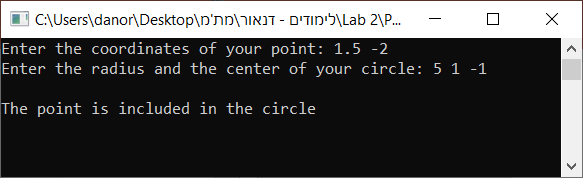 C:\Users\danor\Desktop\לימודים - דנאור\מת'מ\Lab 2\P...
Enter the coordinates of your point: 1.5 -2
Enter the radius and the center of your circle: 5 1 -1
The point is included in the circle